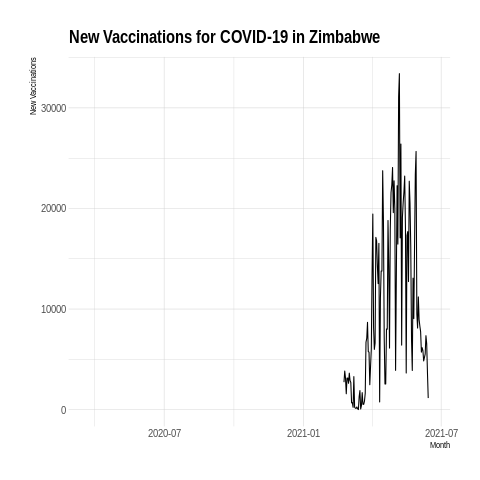 New Vaccinations for COVID-19 in Zimbabwe
New Vaccinations
30000
20000
10000
0
2020-07
2021-01
2021-07
Month